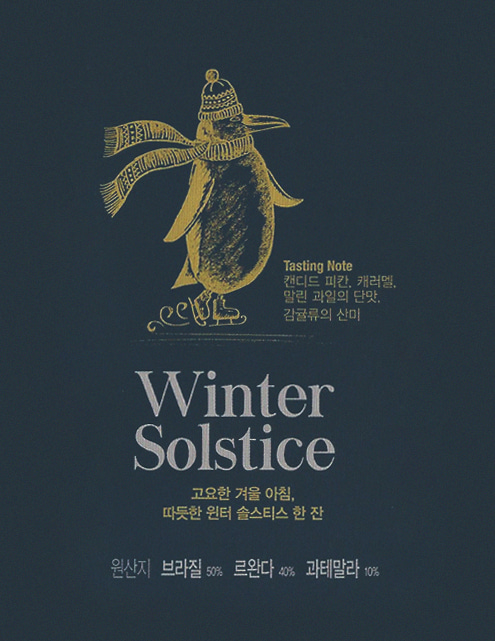 Tasting Note
캔디드 피칸, 캐러멜,
말린 과일의 단맛,
감귤류의 산미
Winter
Solstice
고요한 겨울 아침,
따듯한 윈터 솔스티스 한 잔
원산지 브라질 50% 르완다 40% 과테말라 10%